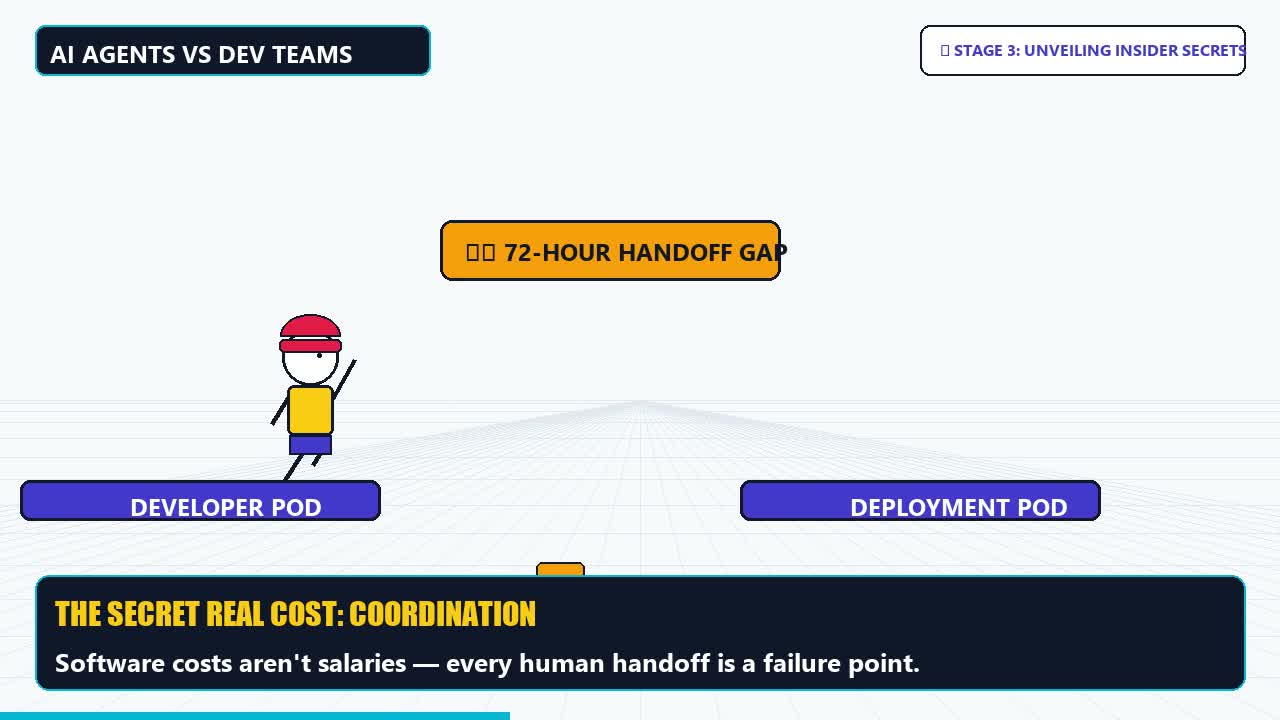 AI AGENTS VS DEV TEAMS
STAGE 3: UNVEILING INSIDER SECRETS
72-HOUR HANDOFF GAP
DEVELOPER POD
DEPLOYMENT POD
THE SECRET REAL COST: COORDINATION
Software costs aren't salaries — every human handoff is a failure point.